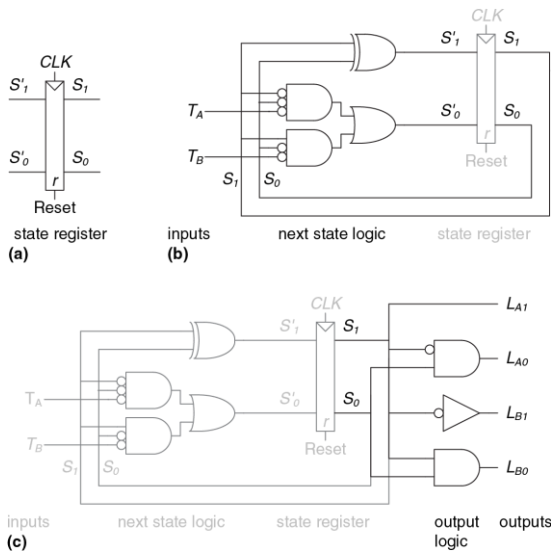 (a)
CLK
S'1 S1
S'0 S0
r
Reset
state register
(b)
CLK
S'1 S1
TA
S'0 S0
TB
r
S1 S0
Reset
inputs next state logic state register
(c)
CLK
S'1 S1
LA1
LA0
TA
S'0 S0
LB1
TB
r
S1 S0
Reset
LB0
inputs next state logic state register output logic outputs